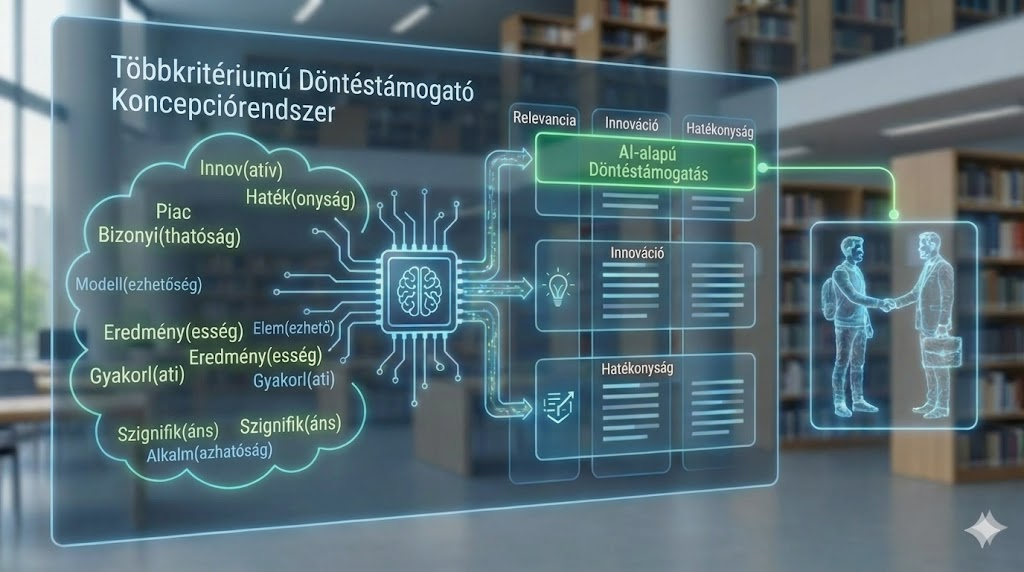 Többkritériumú Döntéstámogató
Koncepciórendszer
Innov(atív)
Haték(onyság)
Piac
Bizonyi(thatóság)
Modell(ezhetőség)
Eredmény(esség)
Elem(ezhető)
Eredmény(esség)
Gyakorl(ati)
Gyakorl(ati)
Szignifik(áns)
Szignifik(áns)
Alkalm(azhatóság)
Relevancia
Innováció
Hatékonyság
AI-alapú
Döntéstámogatás
Innováció
Hatékonyság